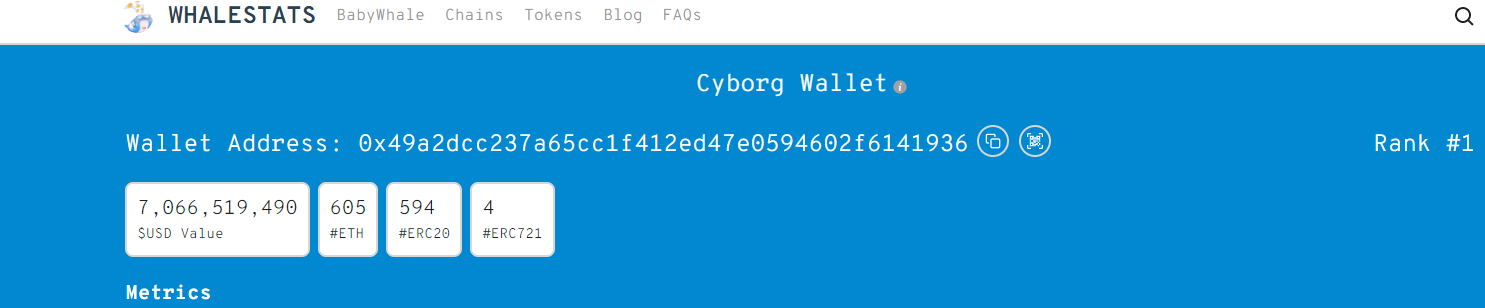 WHALESTATS BabyWhale Chains Tokens Blog FAQs
Cyborg Wallet i
Wallet Address: 0x49a2dcc237a65cc1f412ed47e0594602f6141936 Rank #1
7,066,519,490 605 594 4
$USD Value #ETH #ERC20 #ERC721
Metrics